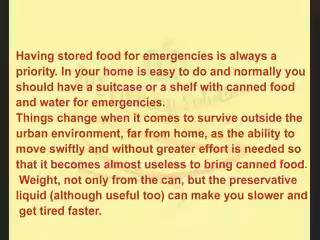 Having stored food for emergencies is always a
priority. In your home is easy to do and normally you
should have a suitcase or a shelf with canned food
and water for emergencies.
Things change when it comes to survive outside the
urban environment, far from home, as the ability to
move swiftly and without greater effort is needed so
that it becomes almost useless to bring canned food.
Weight, not only from the can, but the preservative
liquid (although useful too) can make you slower and
get tired faster.